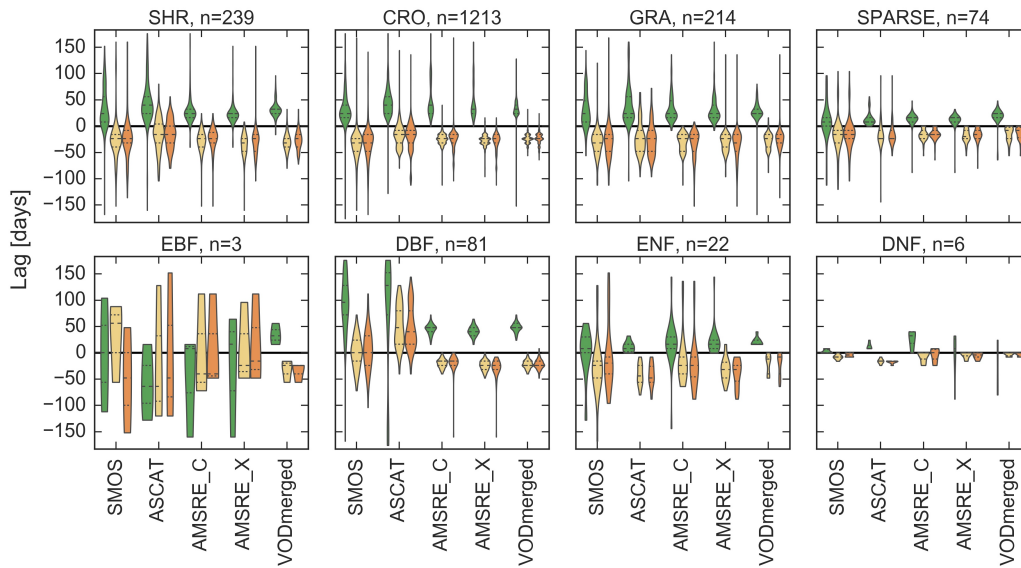 SHR, n=239
CRO, n=1213
GRA, n=214
SPARSE, n=74
150
100
50
0
−50
−100
−150
Lag [days]
EBF, n=3
DBF, n=81
ENF, n=22
DNF, n=6
150
100
50
0
−50
−100
−150
SMOS
ASCAT
AMSRE_C
AMSRE_X
VODmerged
SMOS
ASCAT
AMSRE_C
AMSRE_X
VODmerged
SMOS
ASCAT
AMSRE_C
AMSRE_X
VODmerged
SMOS
ASCAT
AMSRE_C
AMSRE_X
VODmerged